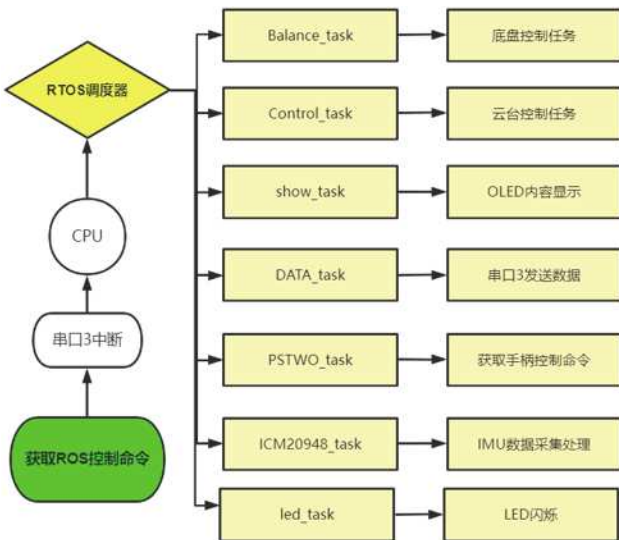 Balance_task
底盘控制任务
RTOS调度器
Control_task
云台控制任务
show_task
OLED内容显示
CPU
DATA_task
串口3发送数据
串口3中断
PSTWO_task
获取手柄控制命令
获取ROS控制命令
ICM20948_task
IMU数据采集处理
led_task
LED闪烁